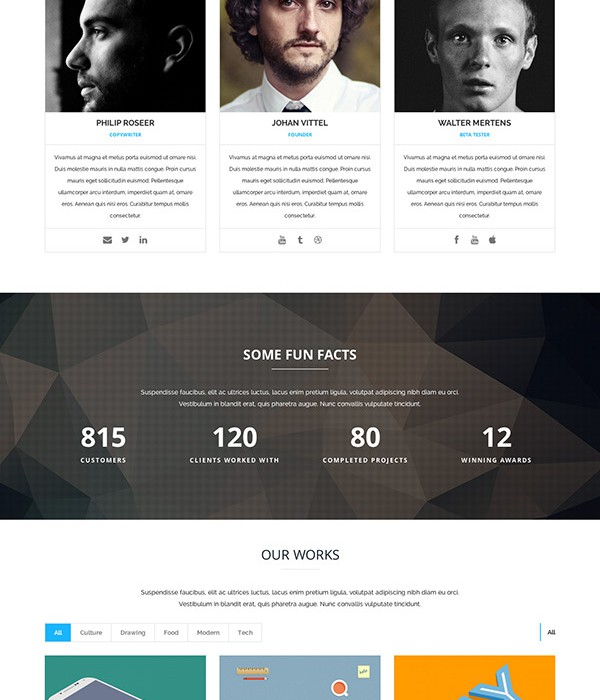 PHILIP ROSEER
COPYWRITER
Vivamus at magna et metus porta euismod ut ornare nisi.
Duis molestie mauris in nulla mattis congue. Proin cursus
mauris eget sollicitudin euismod. Pellentesque
ullamcorper arcu interdum, imperdiet quam at, ornare
eros. Aenean quis nisi eros. Curabitur tempus mollis
consectetur.
JOHAN VITTEL
FOUNDER
Vivamus at magna et metus porta euismod ut ornare nisi.
Duis molestie mauris in nulla mattis congue. Proin cursus
mauris eget sollicitudin euismod. Pellentesque
ullamcorper arcu interdum, imperdiet quam at, ornare
eros. Aenean quis nisi eros. Curabitur tempus mollis
consectetur.
WALTER MERTENS
BETA TESTER
Vivamus at magna et metus porta euismod ut ornare nisi.
Duis molestie mauris in nulla mattis congue. Proin cursus
mauris eget sollicitudin euismod. Pellentesque
ullamcorper arcu interdum, imperdiet quam at, ornare
eros. Aenean quis nisi eros. Curabitur tempus mollis
consectetur.
SOME FUN FACTS
Suspendisse faucibus, elit ac ultrices luctus, lacus enim pretium ligula, volutpat adipiscing nibh diam eu orci.
Vestibulum in blandit erat, quis pharetra augue. Nunc convallis vulputate tincidunt.
815
CUSTOMERS
120
CLIENTS WORKED WITH
80
COMPLETED PROJECTS
12
WINNING AWARDS
OUR WORKS
Suspendisse faucibus, elit ac ultrices luctus, lacus enim pretium ligula, volutpat adipiscing nibh diam eu orci.
Vestibulum in blandit erat, quis pharetra augue. Nunc convallis vulputate tincidunt.
All Culture Drawing Food Modern Tech All